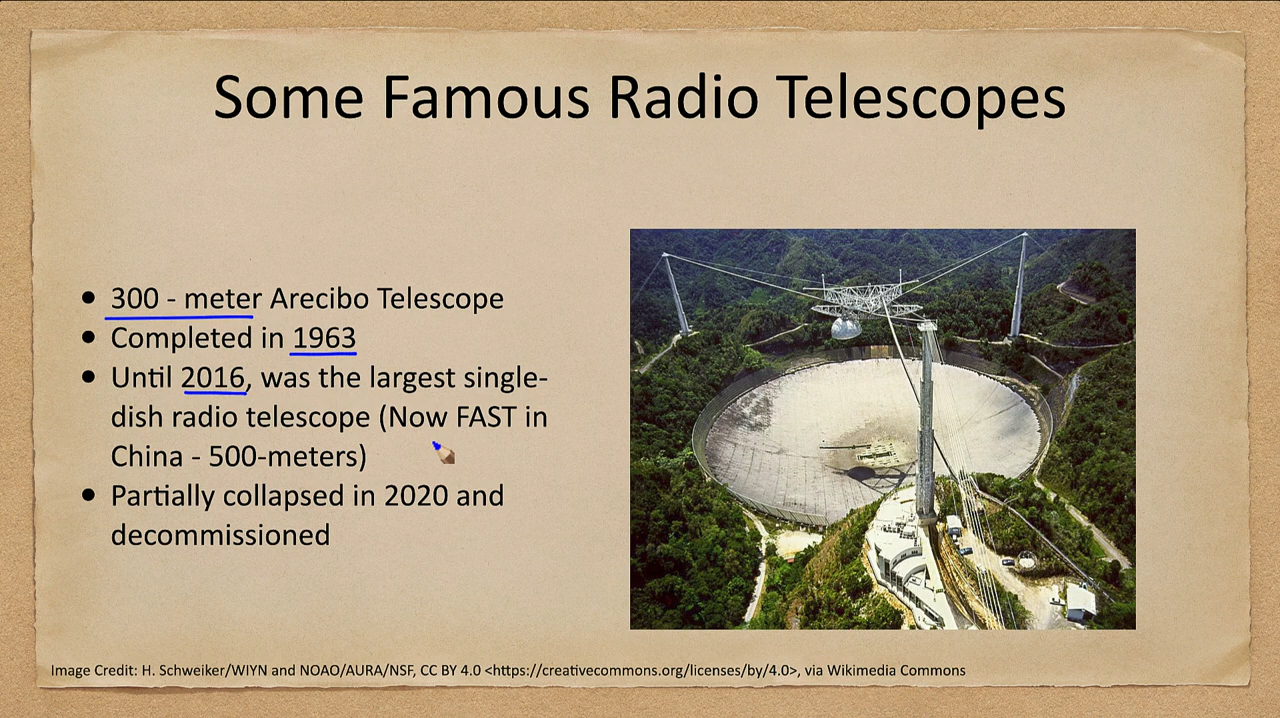 Some Famous Radio Telescopes
• 300 - meter Arecibo Telescope
• Completed in 1963
• Until 2016, was the largest single-
dish radio telescope (Now FAST in
China - 500-meters)
• Partially collapsed in 2020 and
decommissioned
Image Credit: H. Schweiker/WIYN and NOAO/AURA/NSF, CC BY 4.0 <https://creativecommons.org/licenses/by/4.0>, via Wikimedia Commons